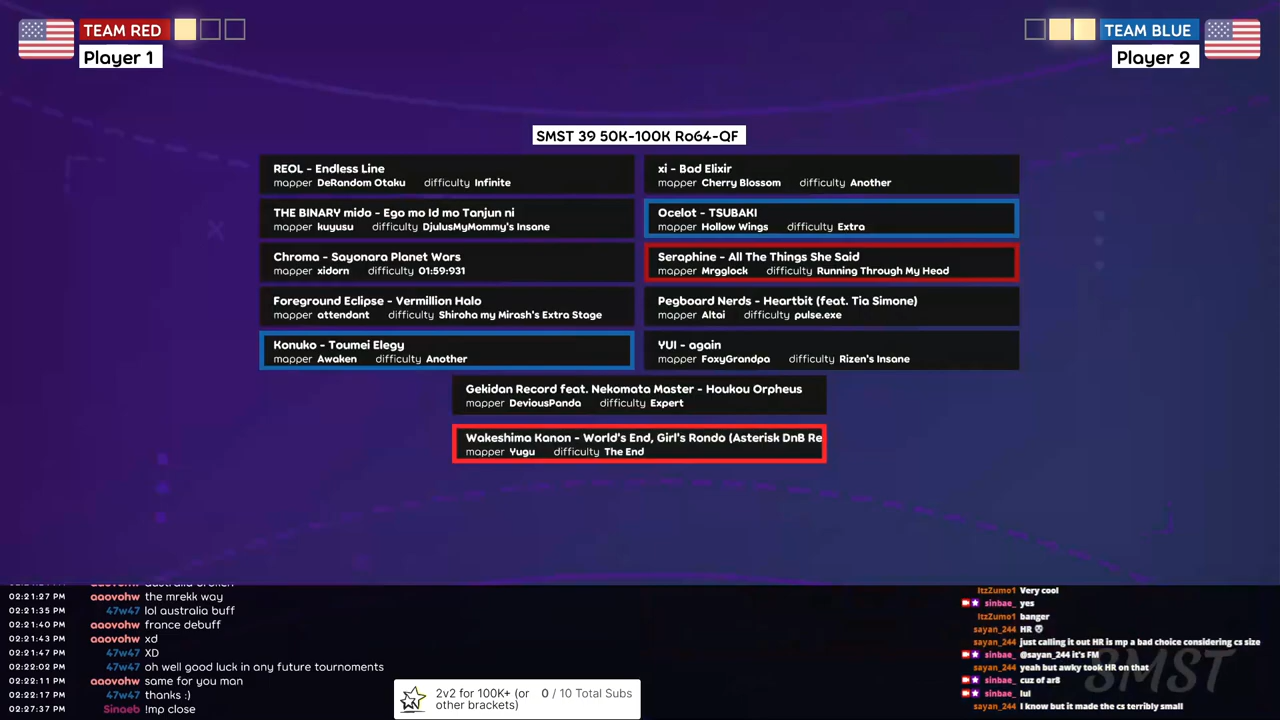 TEAM RED
Player 1
TEAM BLUE
Player 2
SMST 39 50K-100K Ro64-QF
REOL - Endless Line
mapper DeRandom Otaku difficulty Infinite
xi - Bad Elixir
mapper Cherry Blossom difficulty Another
THE BINARY mido - Ego mo Id mo Tanjun ni
mapper kuyusu difficulty DjulusMyMommy's Insane
Ocelot - TSUBAKI
mapper Hollow Wings difficulty Extra
Chroma - Sayonara Planet Wars
mapper xidorn difficulty 01:59:931
Seraphine - All The Things She Said
mapper Mrgglock difficulty Running Through My Head
Foreground Eclipse - Vermillion Halo
mapper attendant difficulty Shiroha my Mirash's Extra Stage
Pegboard Nerds - Heartbit (feat. Tia Simone)
mapper Altai difficulty pulse.exe
Konuko - Toumei Elegy
mapper Awaken difficulty Another
YUI - again
mapper FoxyGrandpa difficulty Rizen's Insane
Gekidan Record feat. Nekomata Master - Houkou Orpheus
mapper DeviousPanda difficulty Expert
Wakeshima Kanon - World's End, Girl's Rondo (Asterisk DnB Re
mapper Yugu difficulty The End
02:21:27 PM aaovohw the mrekk way
02:21:35 PM 47w47 lol australia buff
02:21:40 PM aaovohw france debuff
02:21:43 PM aaovohw xd
02:21:47 PM 47w47 XD
02:22:02 PM 47w47 oh well good luck in any future tournoments
02:22:11 PM aaovohw same for you man
02:22:17 PM 47w47 thanks :)
02:27:37 PM Sinaeb !mp close
2v2 for 100K+ (or
other brackets)
0 / 10 Total Subs
ItzZumo1 Very cool
sinbae_ yes
ItzZumo1 banger
sayan_244 HR
sayan_244 just calling it out HR is mp a bad choice considering cs size
sinbae_ @sayan_244 it's FM
sayan_244 yeah but awky took HR on that
sinbae_ cuz of ar8
sinbae_ lul
sayan_244 I know but it made the cs terribly small
SMST